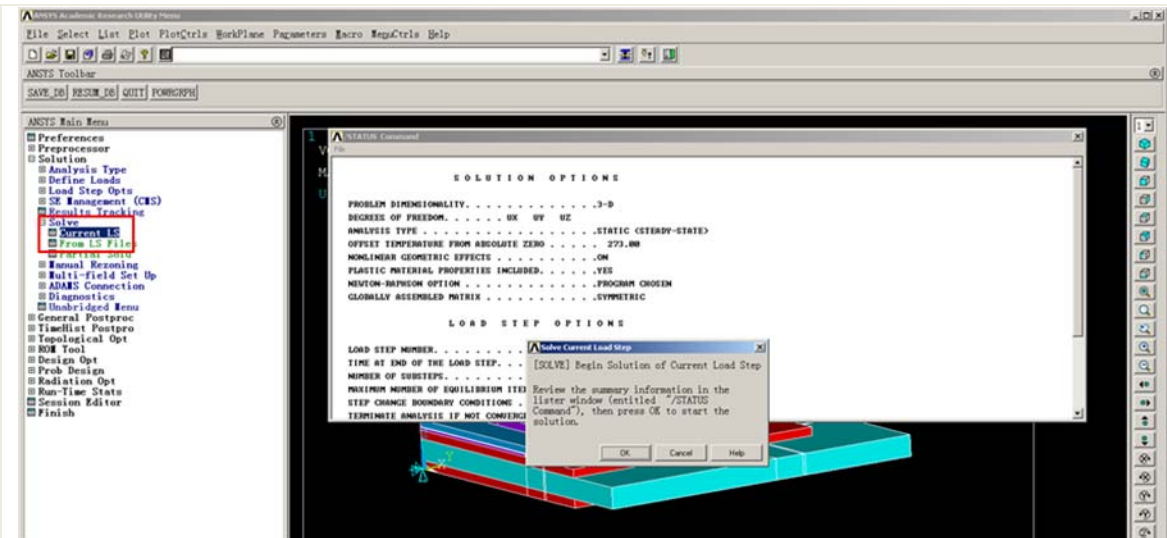 ANSYS Academic Research Utility Menu
File Select List Plot PlotCtrls WorkPlane Parameters Macro MenuCtrls Help
ANSYS Toolbar
SAVE_DB RESUM_DB QUIT POWRGRPH
ANSYS Main Menu
Preferences
Preprocessor
Solution
Analysis Type
Define Loads
Load Step Opts
SE Management (CMS)
Results Tracking
Solve
Current LS
From LS Files
Partial Solu
Manual Rezoning
Multi-field Set Up
ADAMS Connection
Diagnostics
Unabridged Menu
General Postproc
TimeHist Postpro
Topological Opt
ROM Tool
Design Opt
Prob Design
Radiation Opt
Run-Time Stats
Session Editor
Finish
1
/STATUS Command
File
SOLUTION OPTIONS
PROBLEM DIMENSIONALITY. . . . . . . . . . . . .3-D
DEGREES OF FREEDOM. . . . . . UX UY UZ
ANALYSIS TYPE . . . . . . . . . . . . . . . . .STATIC (STEADY-STATE)
OFFSET TEMPERATURE FROM ABSOLUTE ZERO . . . . . 273.00
NONLINEAR GEOMETRIC EFFECTS . . . . . . . . . .ON
PLASTIC MATERIAL PROPERTIES INCLUDED. . . . . .YES
NEWTON-RAPHSON OPTION . . . . . . . . . . . . .PROGRAM CHOSEN
GLOBALLY ASSEMBLED MATRIX . . . . . . . . . . .SYMMETRIC
LOAD STEP OPTIONS
LOAD STEP NUMBER. . . . . . . .
TIME AT END OF THE LOAD STEP. . .
NUMBER OF SUBSTEPS. . . . . . .
MAXIMUM NUMBER OF EQUILIBRIUM ITE
STEP CHANGE BOUNDARY CONDITIONS .
TERMINATE ANALYSIS IF NOT CONVERGE
Solve Current Load Step
[SOLVE] Begin Solution of Current Load Step
Review the summary information in the
lister window (entitled "/STATUS
Command"), then press OK to start the
solution.
OK Cancel Help
X Y
Z
1